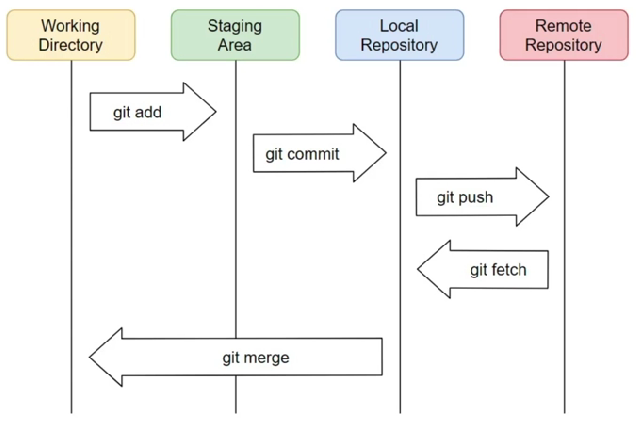 Working
Directory
Staging
Area
Local
Repository
Remote
Repository
git add
git commit
git push
git fetch
git merge